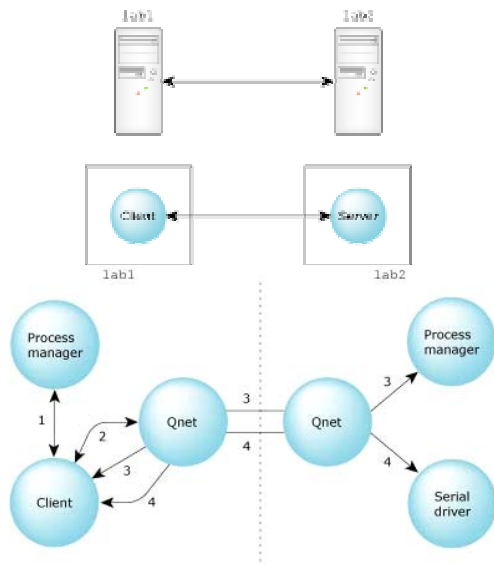 lab1
lab2
Client
Server
lab1
lab2
Process
manager
Process
manager
3
3
1
Qnet
Qnet
2
4
3
4
4
Client
Serial
driver